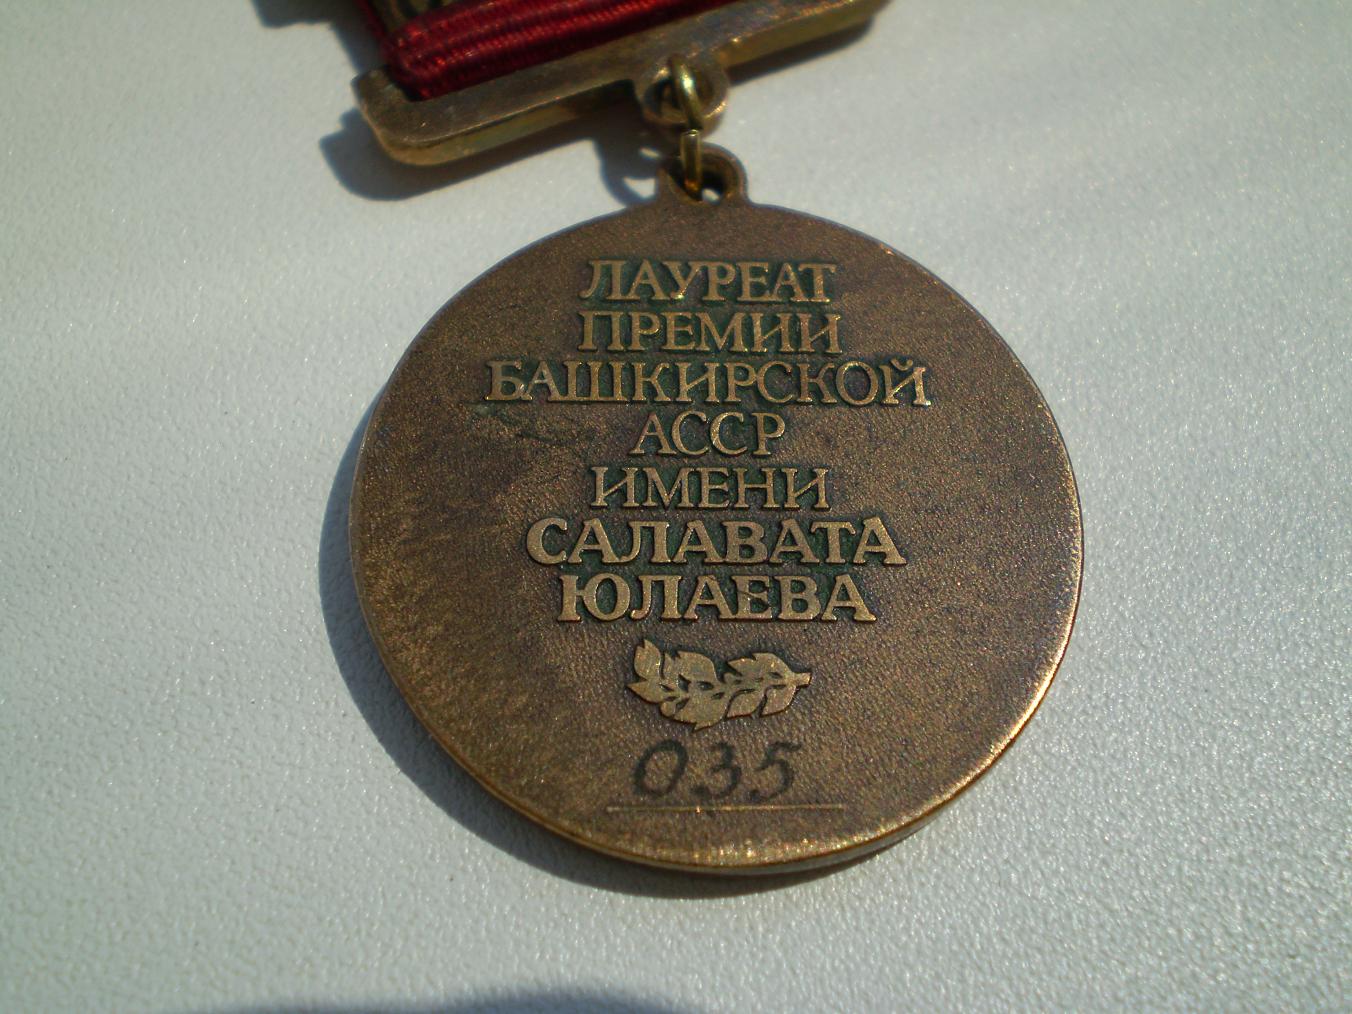 ЛАУРЕАТ
ПРЕМИИ
БАШКИРСКОЙ
АССР
ИМЕНИ
САЛАВАТА
ЮЛАЕВА
035